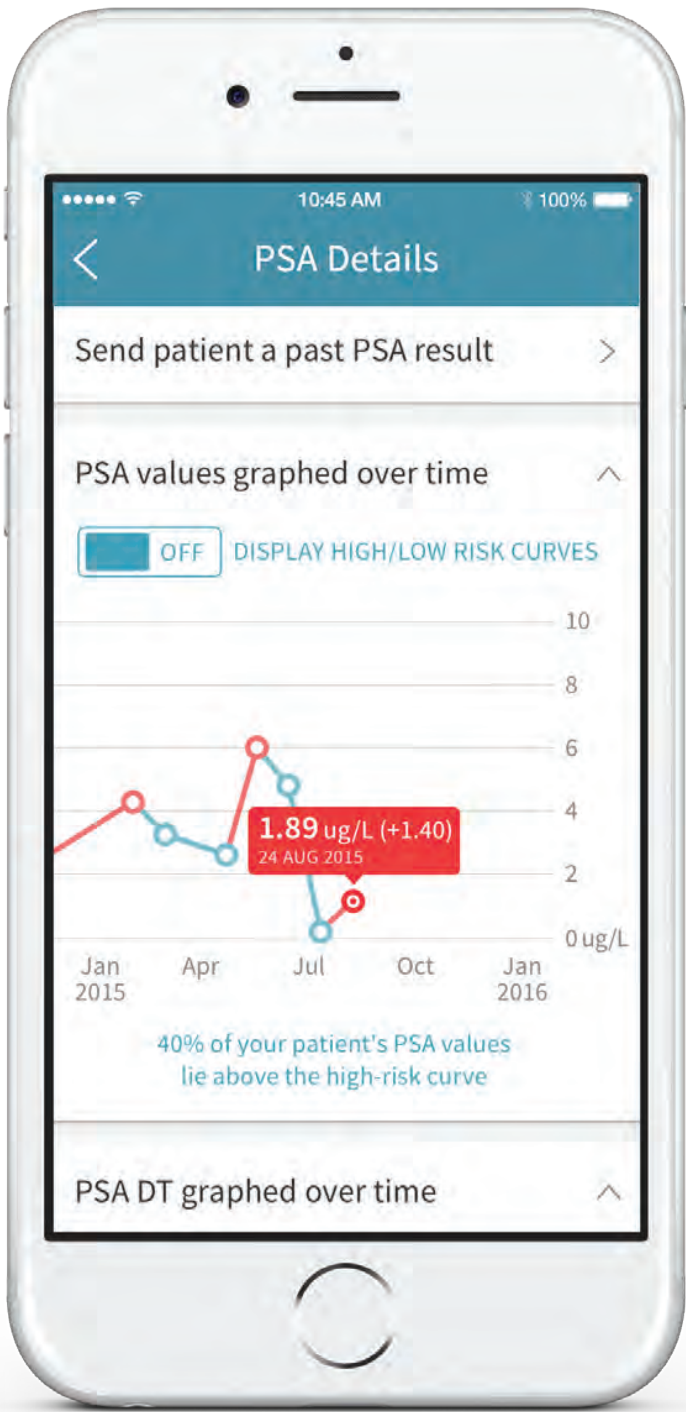 10:45 AM 100%
PSA Details
Send patient a past PSA result
PSA values graphed over time
OFF DISPLAY HIGH/LOW RISK CURVES
10
8
6
4
1.89 ug/L (+1.40)
24 AUG 2015
2
0 ug/L
Jan Apr Jul Oct Jan
2015 2016
40% of your patient's PSA values
lie above the high-risk curve
PSA DT graphed over time